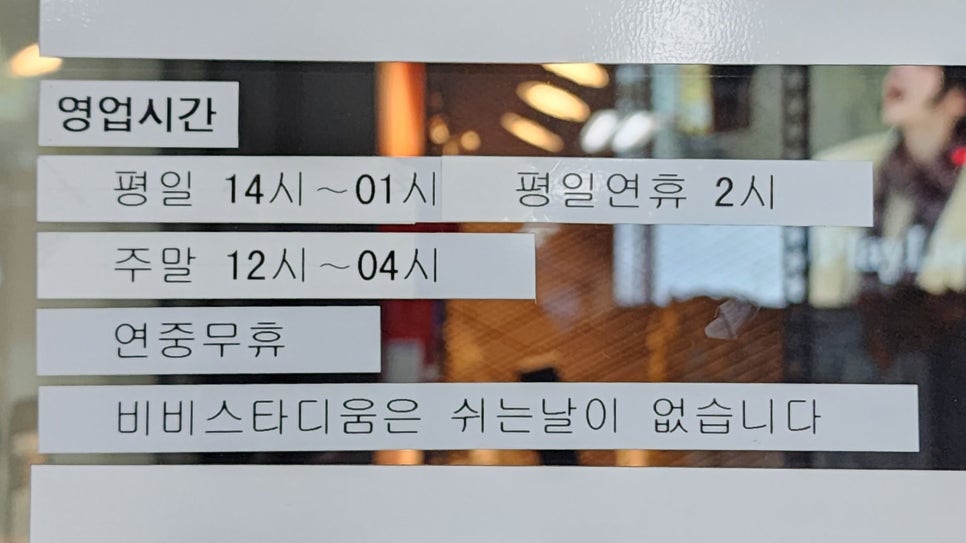 영업시간
평일 14시~01시 평일연휴 2시
주말 12시~04시
연중무휴
비비스타디움은 쉬는날이 없습니다